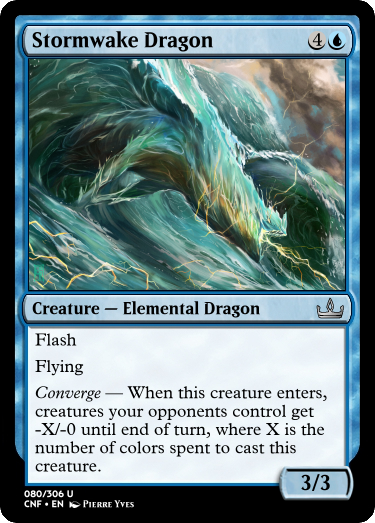 Stormwake Dragon 4
Creature — Elemental Dragon
Flash
Flying
Converge — When this creature enters,
creatures your opponents control get
-X/-0 until end of turn, where X is the
number of colors spent to cast this
creature.
3/3
080/306 U
CNF • EN Pierre Yves